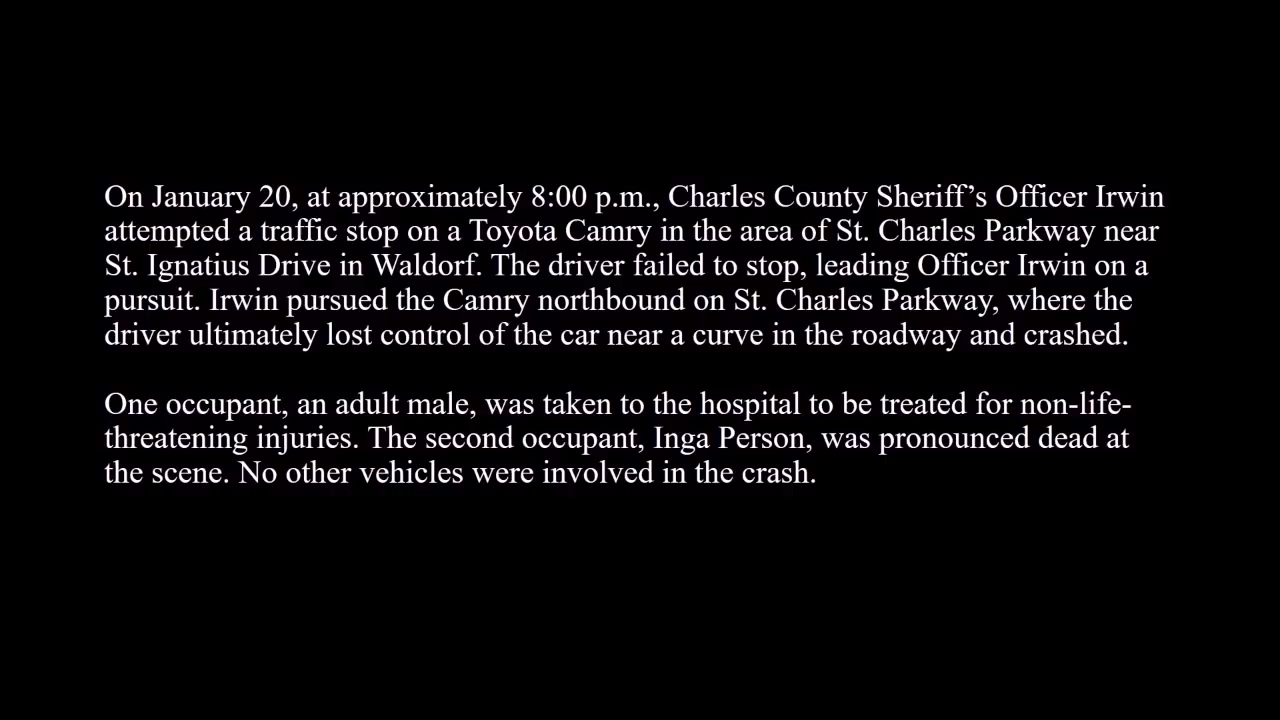 On January 20, at approximately 8:00 p.m., Charles County Sheriff’s Officer Irwin
attempted a traffic stop on a Toyota Camry in the area of St. Charles Parkway near
St. Ignatius Drive in Waldorf. The driver failed to stop, leading Officer Irwin on a
pursuit. Irwin pursued the Camry northbound on St. Charles Parkway, where the
driver ultimately lost control of the car near a curve in the roadway and crashed.
One occupant, an adult male, was taken to the hospital to be treated for non-life-
threatening injuries. The second occupant, Inga Person, was pronounced dead at
the scene. No other vehicles were involved in the crash.